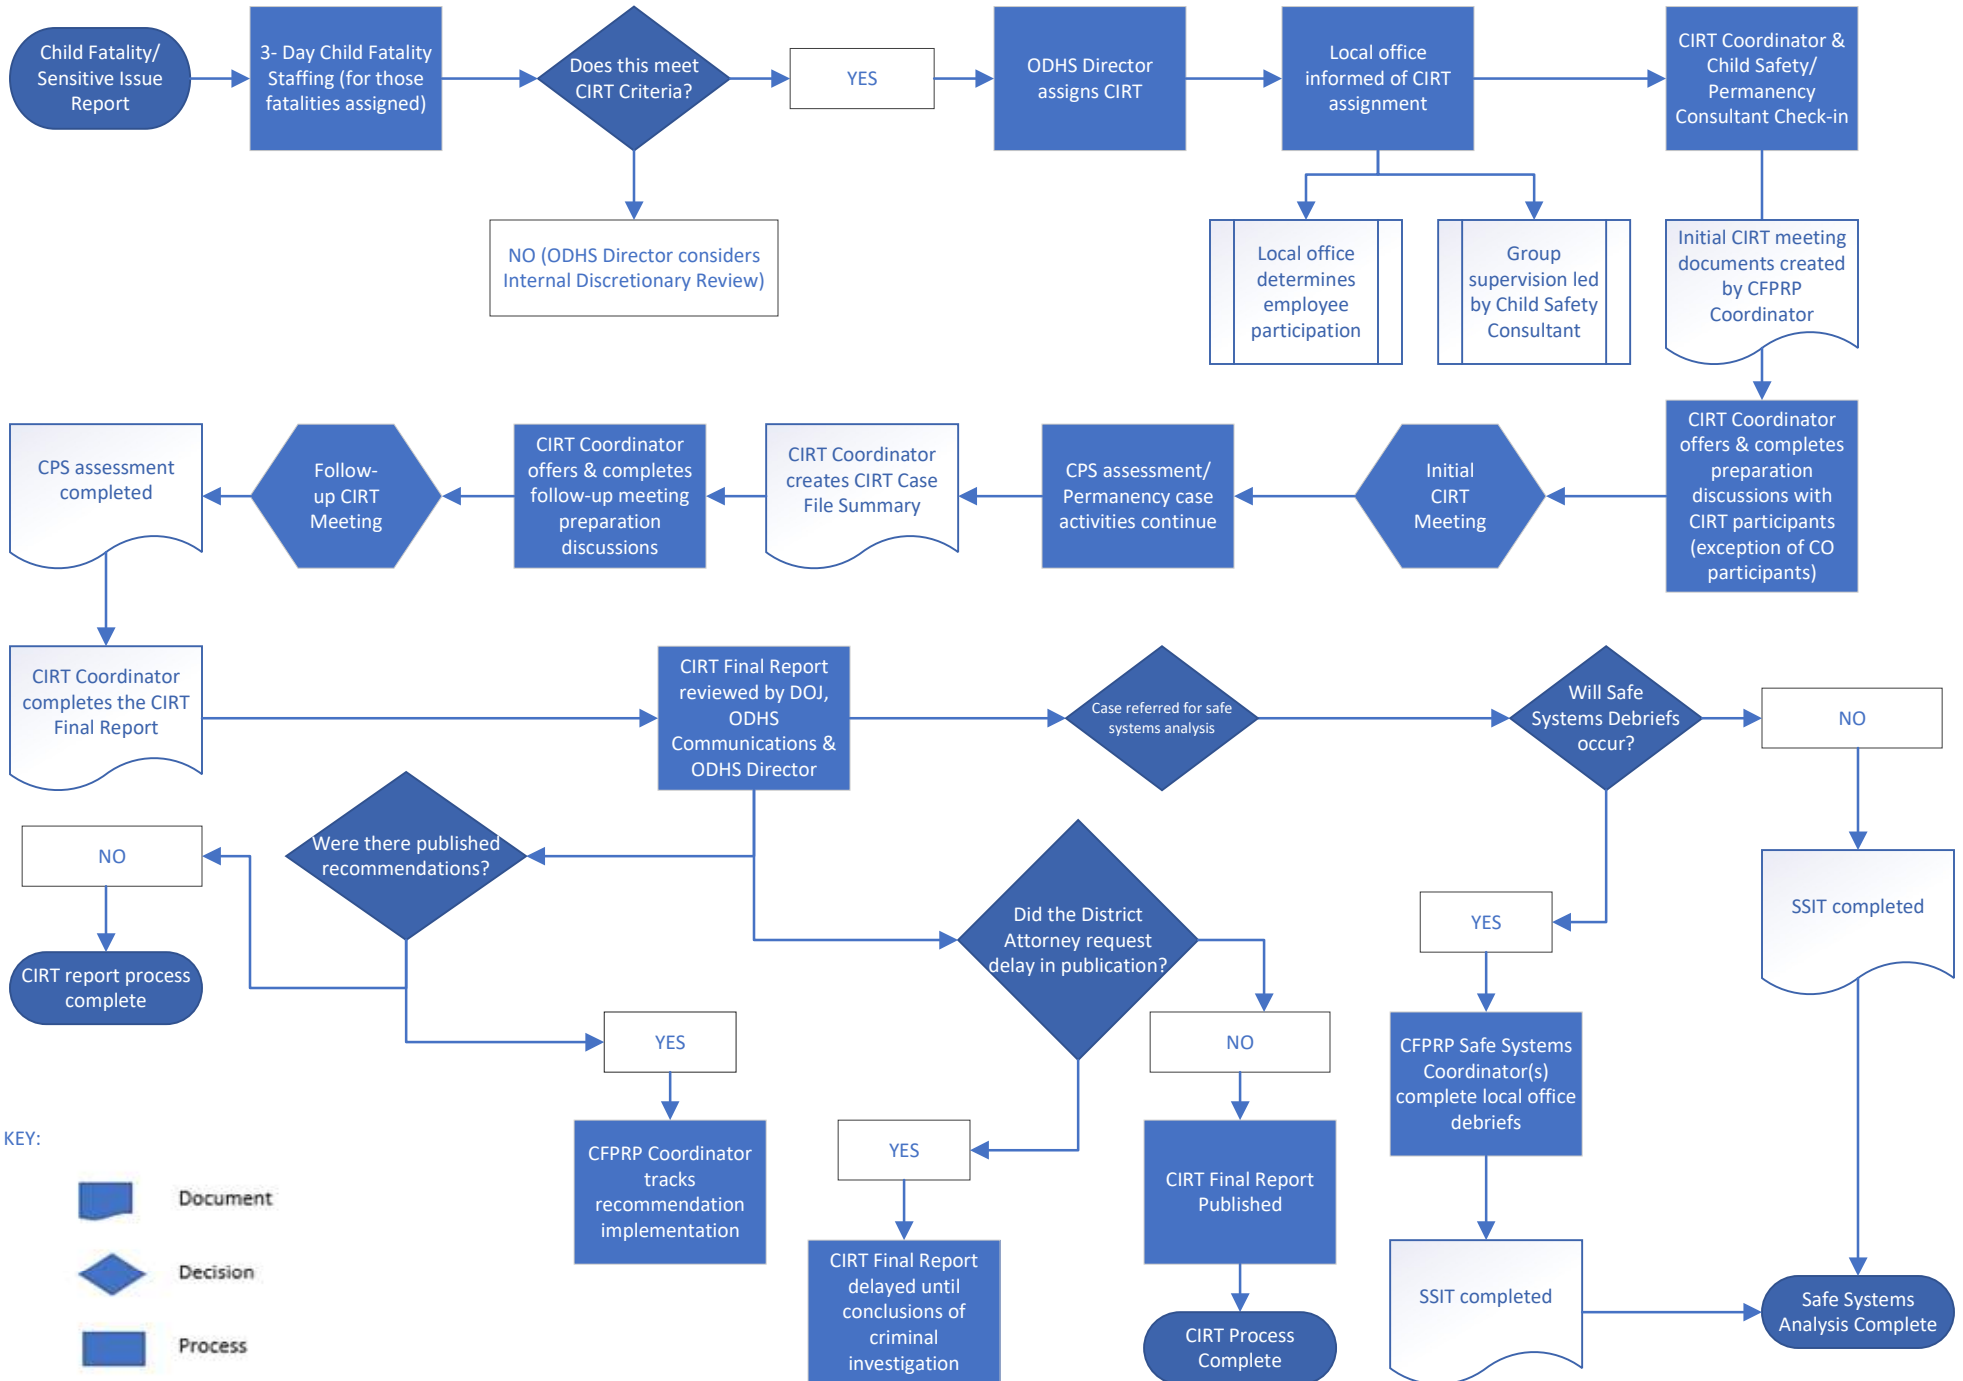 Child Fatality/
Sensitive Issue
Report
3- Day Child Fatality
Staffing (for those
fatalities assigned)
Does this meet
CIRT Criteria?
YES
ODHS Director
assigns CIRT
Local office
informed of CIRT
assignment
CIRT Coordinator &
Child Safety/
Permanency
Consultant Check-in
NO (ODHS Director considers
Internal Discretionary Review)
Local office
determines
employee
participation
Group
supervision led
by Child Safety
Consultant
Initial CIRT meeting
documents created
by CFPRP
Coordinator
CPS assessment
completed
Follow-
up CIRT
Meeting
CIRT Coordinator
offers & completes
follow-up meeting
preparation
discussions
CIRT Coordinator
creates CIRT Case
File Summary
CPS assessment/
Permanency case
activities continue
Initial
CIRT
Meeting
CIRT Coordinator
offers & completes
preparation
discussions with
CIRT participants
(exception of CO
participants)
CIRT Coordinator
completes the CIRT
Final Report
CIRT Final Report
reviewed by DOJ,
ODHS
Communications &
ODHS Director
Case referred for safe
systems analysis
Will Safe
Systems Debriefs
occur?
NO
NO
Were there published
recommendations?
Did the District
Attorney request
delay in publication?
YES
SSIT completed
CIRT report process
complete
YES
NO
CFPRP Safe Systems
Coordinator(s)
complete local office
debriefs
KEY:
CFPRP Coordinator
tracks
recommendation
implementation
YES
CIRT Final Report
Published
Document
Decision
Process
CIRT Final Report
delayed until
conclusions of
criminal
investigation
CIRT Process
Complete
SSIT completed
Safe Systems
Analysis Complete